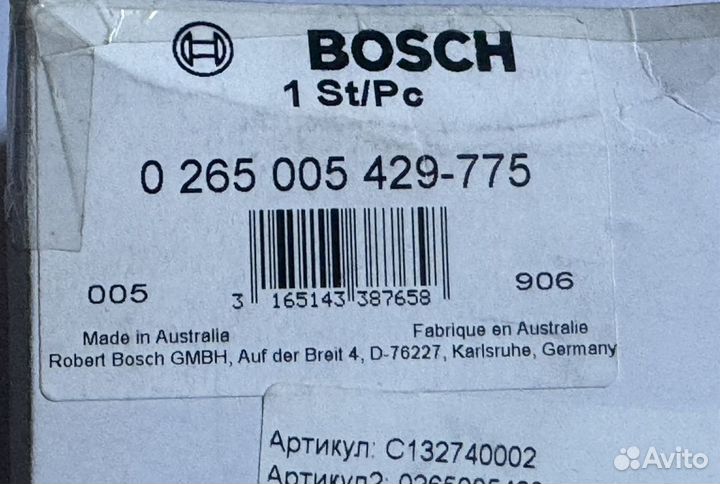 BOSCH
1 St/Pc
0 265 005 429-775
005
3 165143 387658
906
Made in Australia
Fabrique en Australie
Robert Bosch GMBH, Auf der Breit 4, D-76227, Karlsruhe, Germany
Артикул: C132740002
Артикул2:
Avito